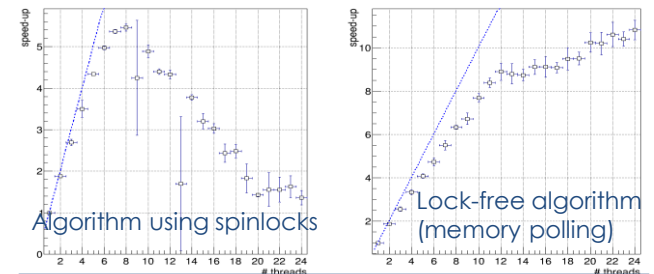 speed-up
5
4
3
2
1
0
2 4 6 8 10 12 14 16 18 20 22 24
# threads
Algorithm using spinlocks
speed-up
10
8
6
4
2
2 4 6 8 10 12 14 16 18 20 22 24
# threads
Lock-free algorithm
(memory polling)